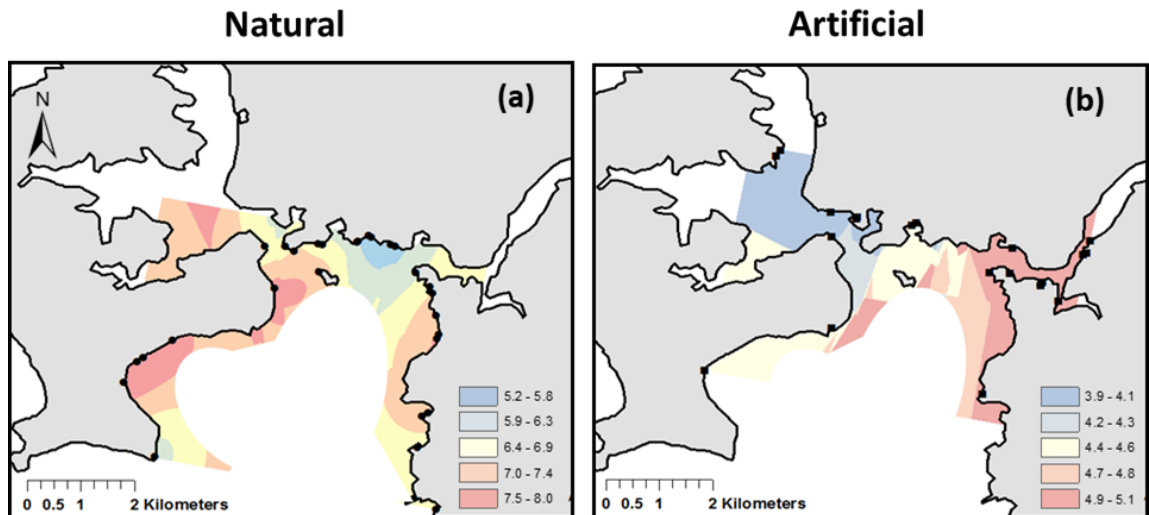 Natural
Artificial
(a)
N
5.2 - 5.8
5.9 - 6.3
6.4 - 6.9
7.0 - 7.4
7.5 - 8.0
0 0.5 1 2 Kilometers
(b)
3.9 - 4.1
4.2 - 4.3
4.4 - 4.6
4.7 - 4.8
4.9 - 5.1
0 0.5 1 2 Kilometers